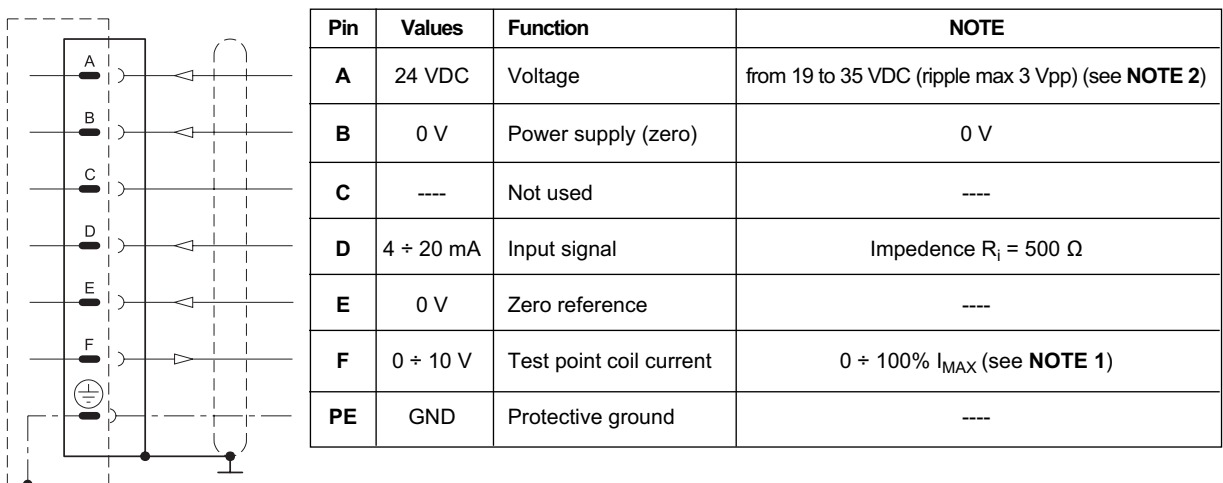 Pin Values Function NOTE
A A 24 VDC Voltage from 19 to 35 VDC (ripple max 3 Vpp) (see NOTE 2)
B B 0 V Power supply (zero) 0 V
C C ---- Not used ----
D D 4 ÷ 20 mA Input signal Impedence Ri = 500 Ω
E E 0 V Zero reference ----
F F 0 ÷ 10 V Test point coil current 0 ÷ 100% IMAX (see NOTE 1)
PE GND Protective ground ----